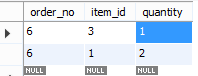 order_no item_id quantity
6 3 1
6 1 2
NULL NULL NULL